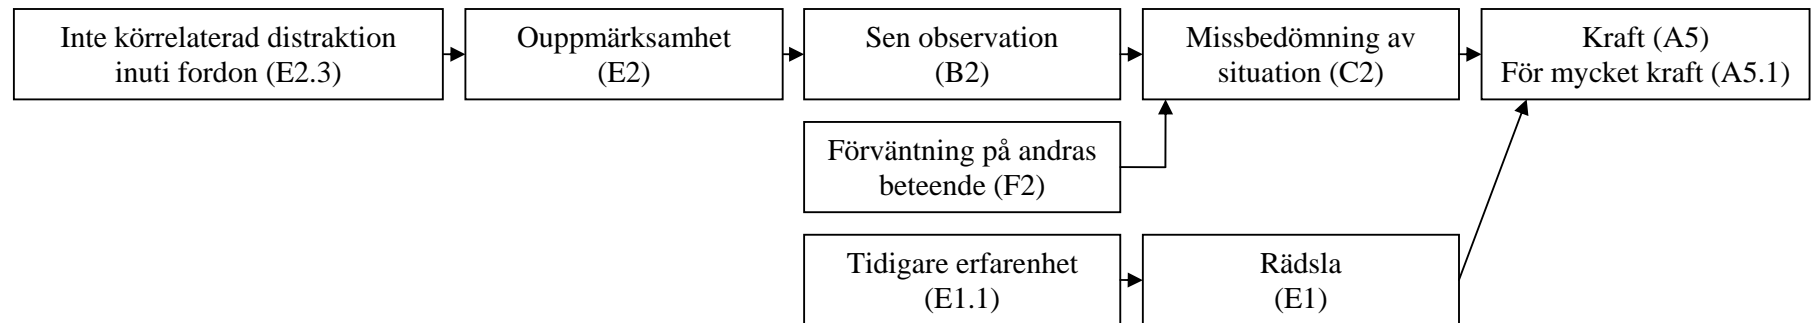 Inte körrelaterad distraktion
inuti fordon (E2.3)
Ouppmärksamhet
(E2)
Sen observation
(B2)
Missbedömning av
situation (C2)
Kraft (A5)
För mycket kraft (A5.1)
Förväntning på andras
beteende (F2)
Tidigare erfarenhet
(E1.1)
Rädsla
(E1)